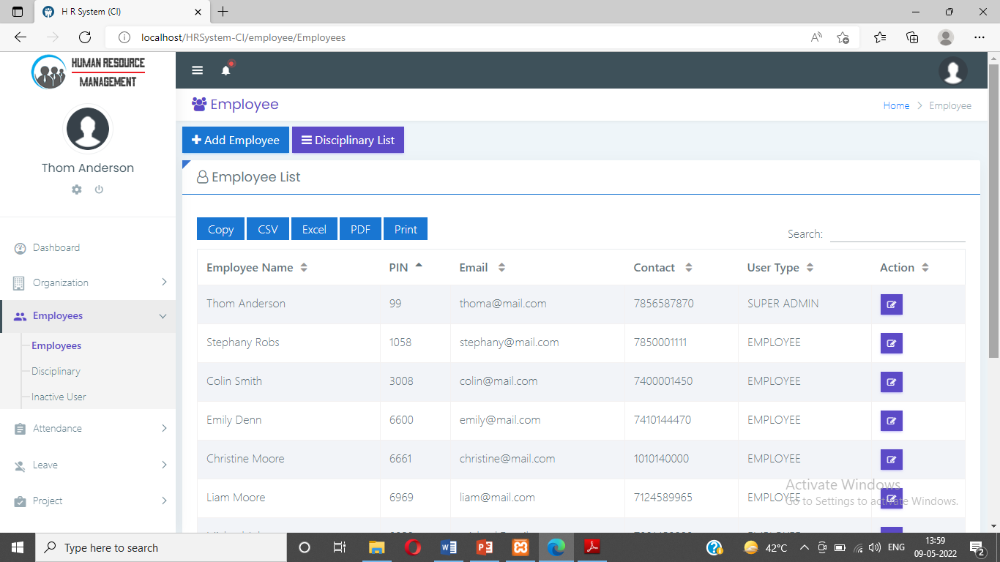 H R System (CI)
localhost/HRSystem-CI/employee/Employees
HUMAN RESOURCE
MANAGEMENT
Thom Anderson
Dashboard
Organization
Employees
Employees
Disciplinary
Inactive User
Attendance
Leave
Project
Employee
Home > Employee
Add Employee Disciplinary List
Employee List
Copy CSV Excel PDF Print
Search:
Employee Name PIN Email Contact User Type Action
Thom Anderson 99 thoma@mail.com 7856587870 SUPER ADMIN
Stephany Robs 1058 stephany@mail.com 7850001111 EMPLOYEE
Colin Smith 3008 colin@mail.com 7400001450 EMPLOYEE
Emily Denn 6600 emily@mail.com 7410144470 EMPLOYEE
Christine Moore 6661 christine@mail.com 1010140000 EMPLOYEE
Liam Moore 6969 liam@mail.com 7124589965 EMPLOYEE
Activate Windows
Go to Settings to activate Windows.
Type here to search
42°C ENG 13:59
09-05-2022 2